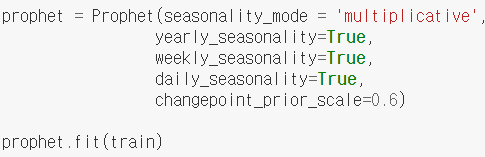 prophet = Prophet(seasonality_mode = 'multiplicative',
yearly_seasonality=True,
weekly_seasonality=True,
daily_seasonality=True,
changepoint_prior_scale=0.6)
prophet.fit(train)